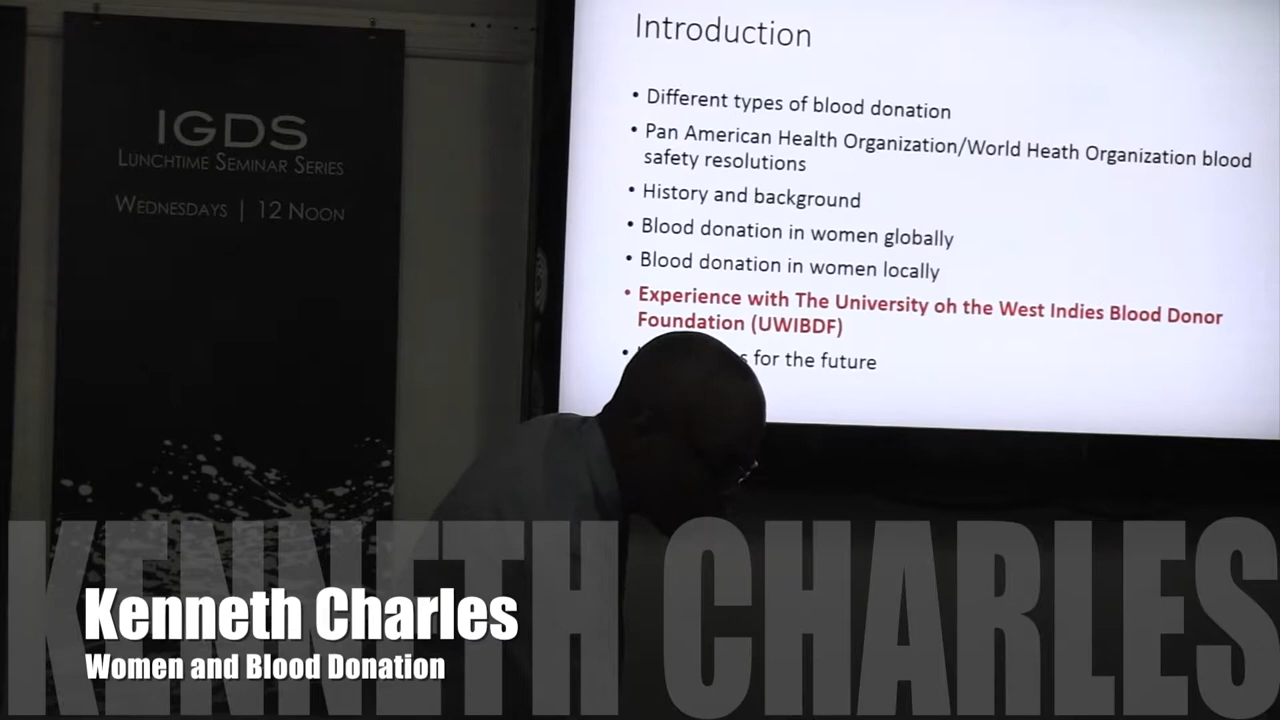 IGDS
LUNCHTIME SEMINAR SERIES
WEDNESDAYS | 12 NOON
Introduction
• Different types of blood donation
• Pan American Health Organization/World Heath Organization blood
safety resolutions
• History and background
• Blood donation in women globally
• Blood donation in women locally
• Experience with The University oh the West Indies Blood Donor
Foundation (UWIBDF)
• for the future
KENNETH CHARLES
Kenneth Charles
Women and Blood Donation